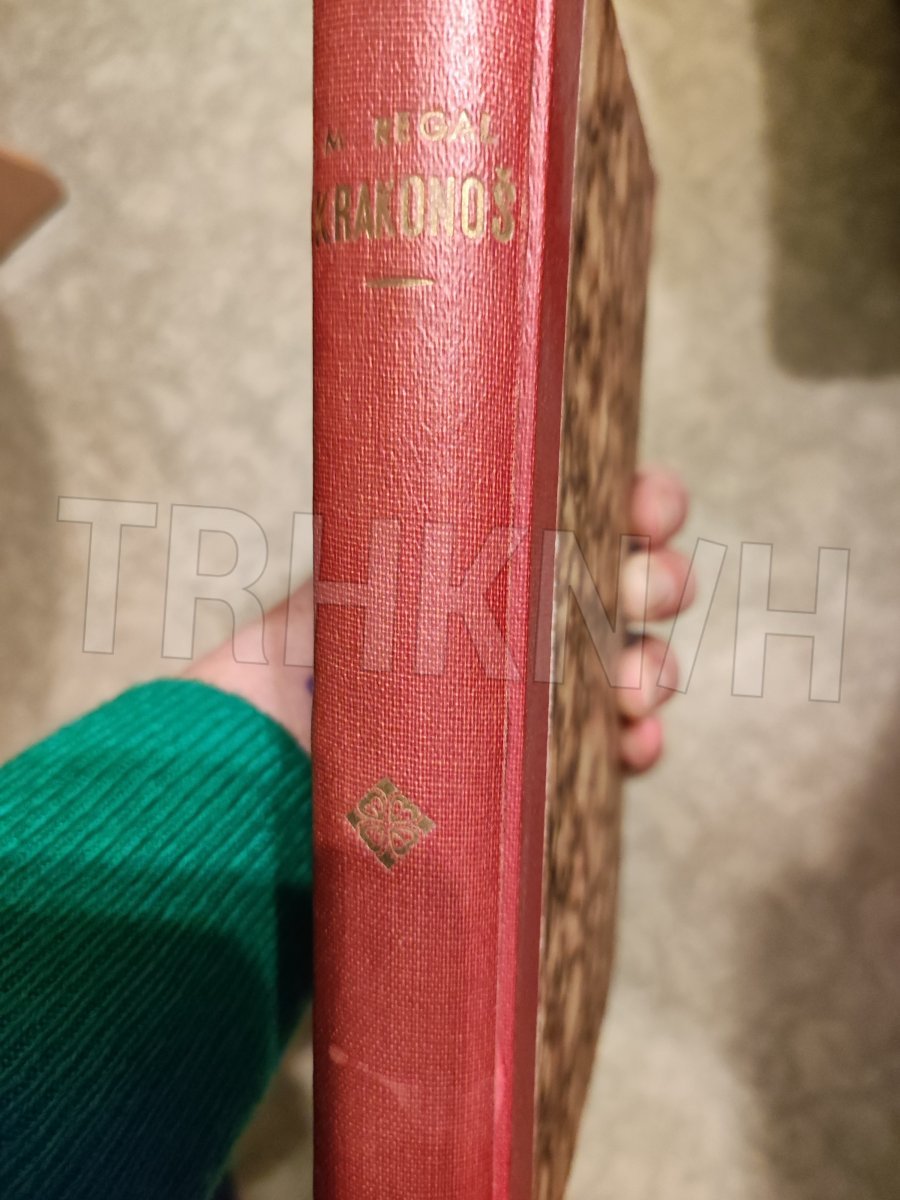 M. REGAL
KRAKONOŠ
TRHKNIH